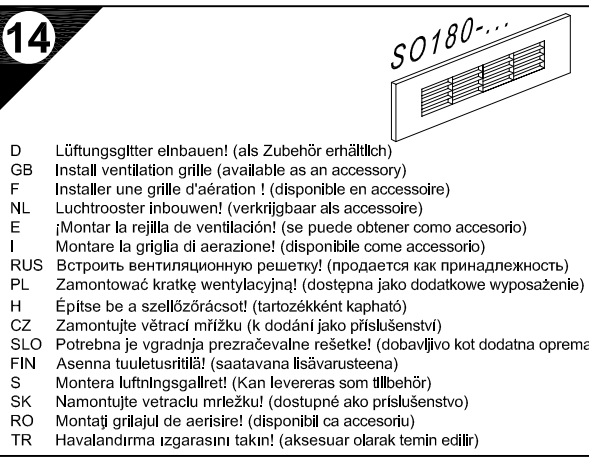 14
SO180-...
D Lüftungsgitter einbauen! (als Zubehör erhältlich)
GB Install ventilation grille (available as an accessory)
F Installer une grille d'aération ! (disponible en accessoire)
NL Luchtrooster inbouwen! (verkrijgbaar als accessoire)
E ¡Montar la rejilla de ventilación! (se puede obtener como accesorio)
I Montare la griglia di aerazione! (disponibile come accessorio)
RUS Встроить вентиляционную решетку! (продается как принадлежность)
PL Zamontować kratkę wentylacyjną! (dostępna jako dodatkowe wyposażenie)
H Építse be a szellőzőrácsot! (tartozékként kapható)
CZ Zamontujte větrací mřížku (k dodání jako příslušenství)
SLO Potrebna je vgradnja prezračevalne rešetke! (dobavljivo kot dodatna oprema
FIN Asenna tuuletusritilä! (saatavana lisävarusteena)
S Montera luftningsgallret! (Kan levereras som tillbehör)
SK Namontujte vetraciu mriežku! (dostupné ako príslušenstvo)
RO Montaţi grilajul de aerisire! (disponibil ca accesoriu)
TR Havalandırma ızgarasını takın! (aksesuar olarak temin edilir)